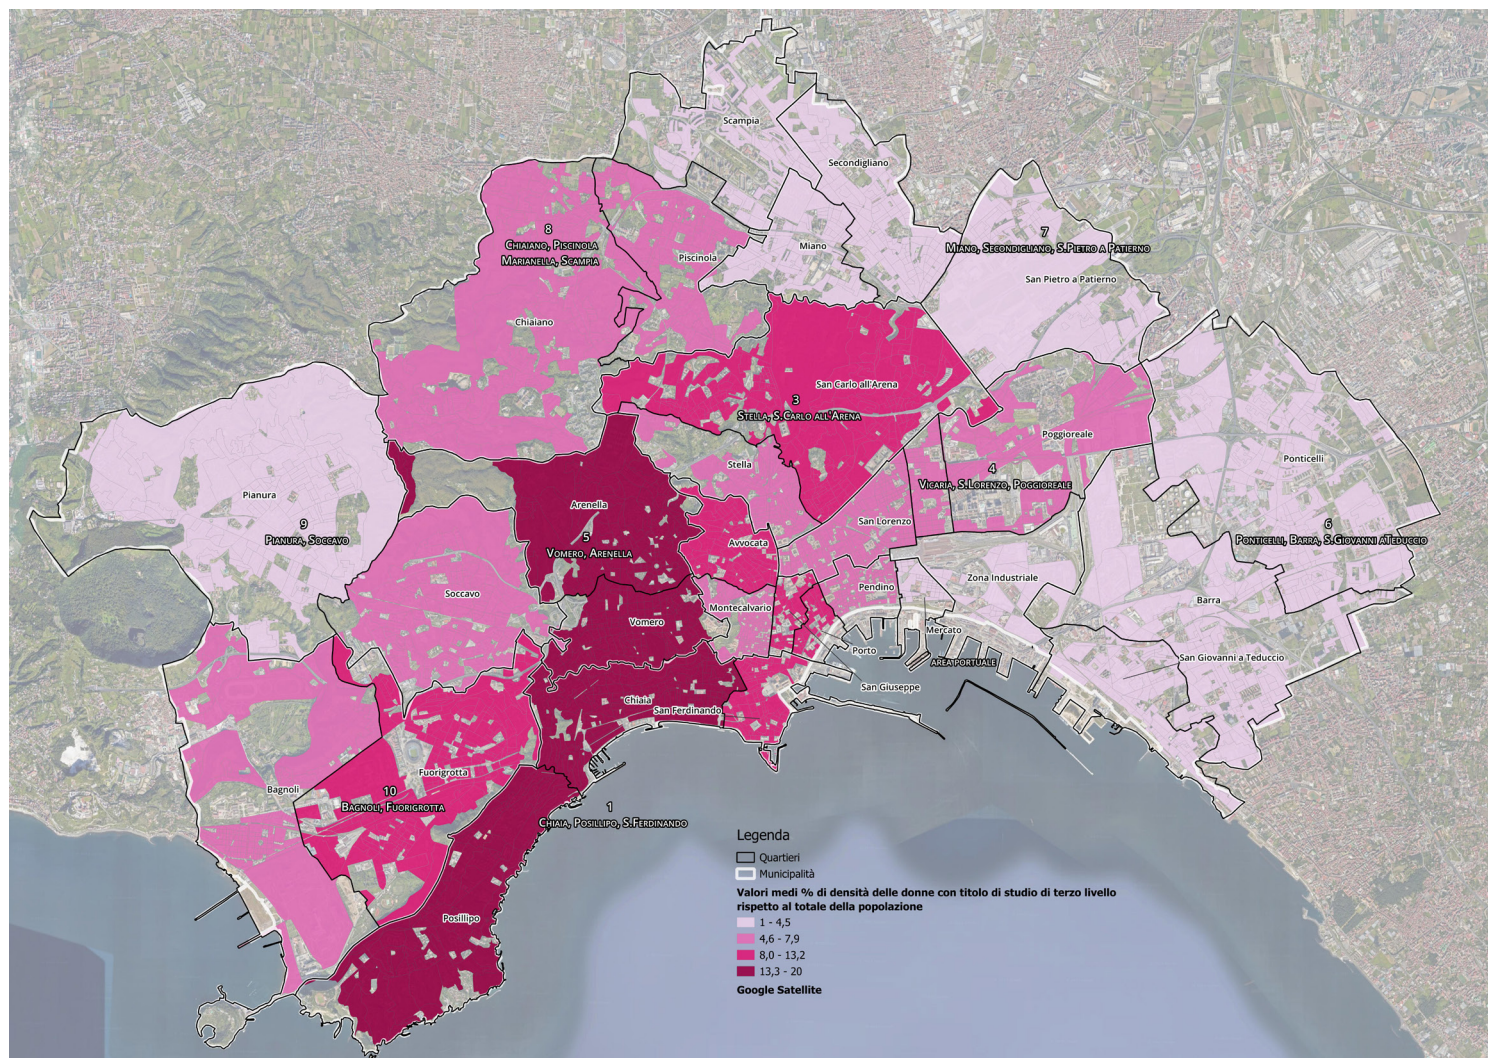 Scampia
Secondigliano
8
Chiaiano, Piscinola
Marianella, Scampia
7
Miano, Secondigliano, S.Pietro a Patierno
Miano
Piscinola
San Pietro a Patierno
Chiaiano
San Carlo all'Arena
3
Stella, S.Carlo all'Arena
Poggioreale
Stella
4
Vicaria, S.Lorenzo, Poggioreale
Ponticelli
Pianura
9
Pianura, Soccavo
Arenella
5
Vomero, Arenella
San Lorenzo
Avvocata
6
Ponticelli, Barra, S.Giovanni aTeduccio
Zona Industriale
Soccavo
Pendino
Barra
Montecalvario
Vomero
Mercato
Porto
AREA PORTUALE
San Giovanni a Teduccio
San Giuseppe
Chiaia
San Ferdinando
Fuorigrotta
Bagnoli
10
Bagnoli, Fuorigrotta
1
Chiaia, Posillipo, S.Ferdinando
Posillipo
Legenda
Quartieri
Municipalità
Valori medi % di densità delle donne con titolo di studio di terzo livello
rispetto al totale della popolazione
1 - 4,5
4,6 - 7,9
8,0 - 13,2
13,3 - 20
Google Satellite